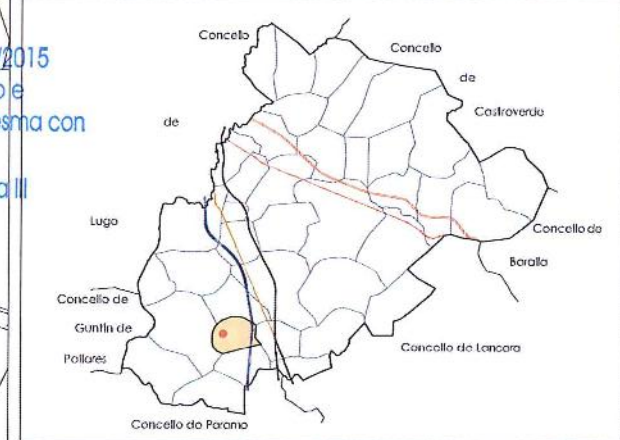 Concello
Concello
/2015
o e
de
esma con
Castroverde
de
a III
Lugo
Concello de
Baralla
Concello de
Guntín de
Pallares
Concello de Lancara
Concello do Paramo